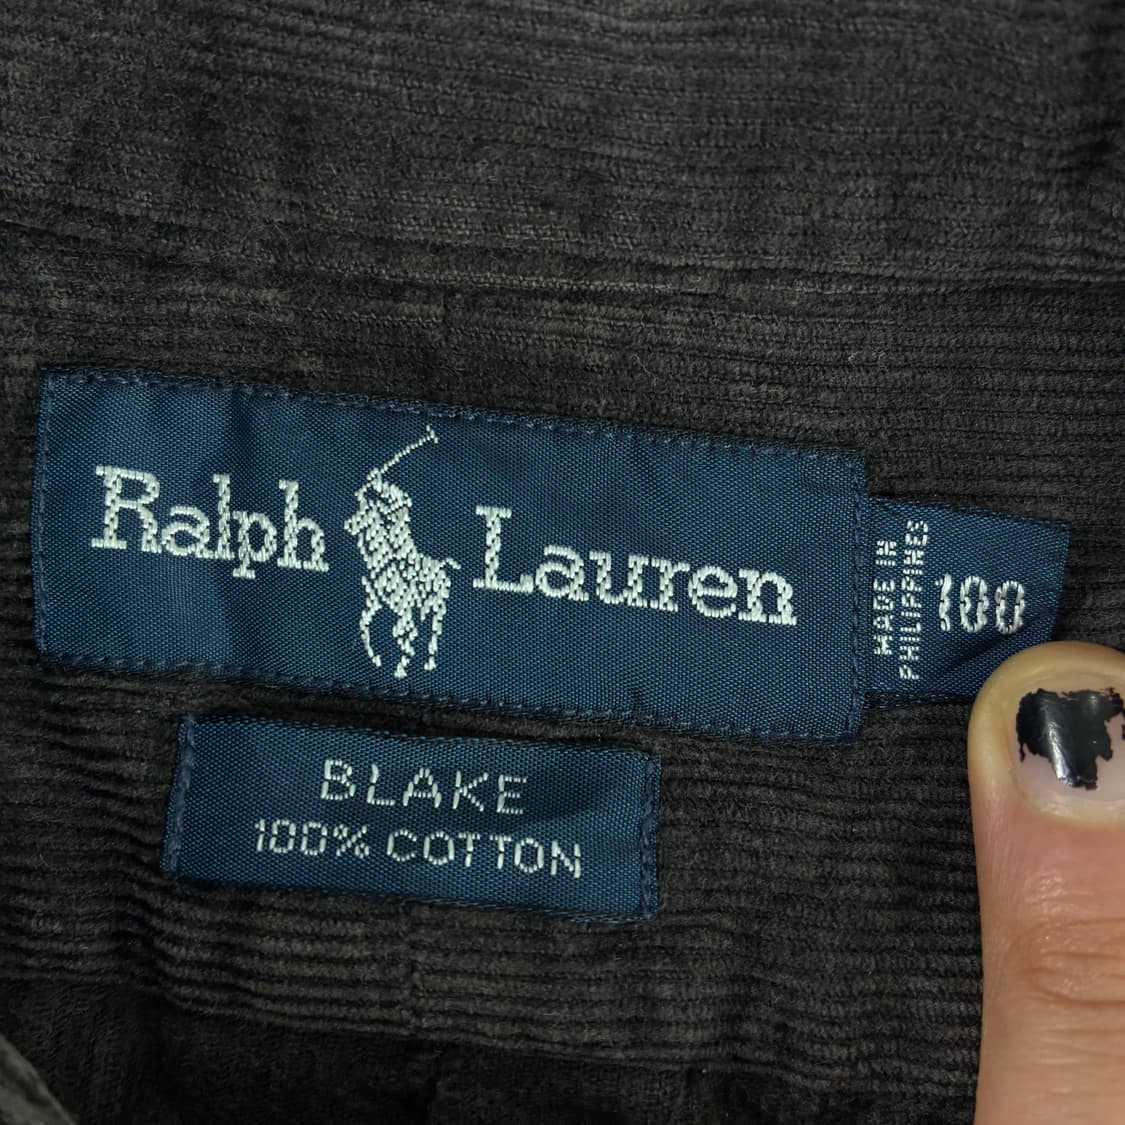 Ralph Lauren
MADE IN
PHILIPPINES
100
BLAKE
100% COTTON